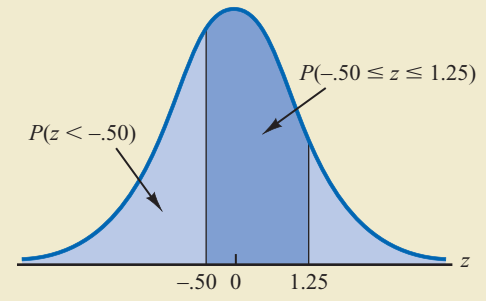 P(–.50 ≤ z ≤ 1.25)
P(z < –.50)
z
–.50 0 1.25